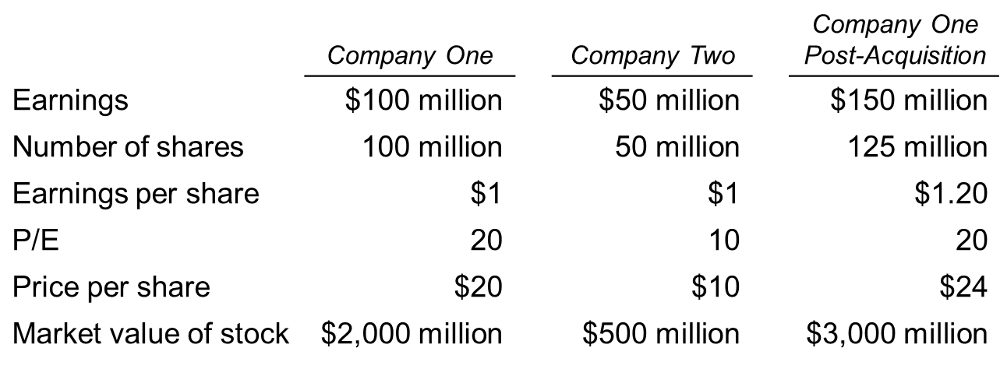 Company One
Company One Company Two Post-Acquisition
Earnings $100 million $50 million $150 million
Number of shares 100 million 50 million 125 million
Earnings per share $1 $1 $1.20
P/E 20 10 20
Price per share $20 $10 $24
Market value of stock $2,000 million $500 million $3,000 million